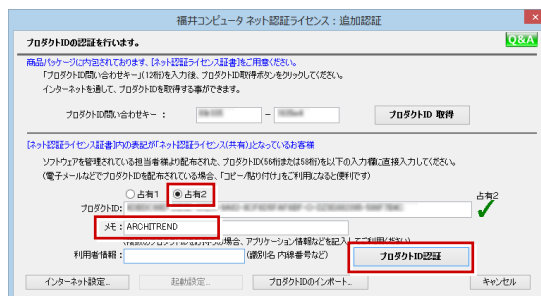 福井コンピュータ ネット認証ライセンス：追加認証
×
プロダクトIDの認証を行います。
Q&A
商品パッケージに内包されております、[ネット認証ライセンス証書]をご用意ください。
「プロダクトID問い合わせキー」(12桁)を入力後、プロダクトID取得ボタンをクリックしてください。
インターネットを通して、プロダクトIDを取得する事ができます。
プロダクトID問い合わせキー： － プロダクトID 取得
[ネット認証ライセンス証書]内の表記が「ネット認証ライセンス(共有)」となっているお客様
ソフトウェアを管理されている担当者様より配布された、プロダクトID(56桁または58桁)を以下の入力欄に直接入力してください。
(電子メールなどでプロダクトIDを配布されている場合、「コピー/貼り付け」をご利用になると便利です)
占有1 占有2 占有2
プロダクトID：
メモ： ARCHITREND
場合、アプリケーション情報などを記入
利用者情報： (識別名 内線番号など) プロダクトID認証
インターネット設定... 起動設定... プロダクトIDのインポート... キャンセル